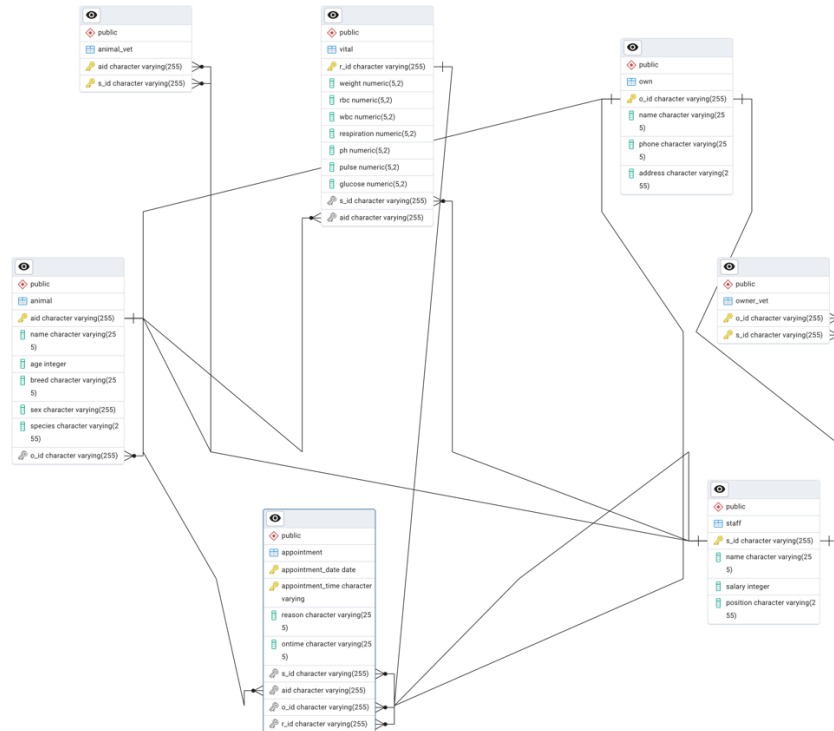 public
animal_vet
aid character varying(255)
s_id character varying(255)
public
vital
r_id character varying(255)
weight numeric(5,2)
rbc numeric(5,2)
wbc numeric(5,2)
respiration numeric(5,2)
ph numeric(5,2)
pulse numeric(5,2)
glucose numeric(5,2)
s_id character varying(255)
aid character varying(255)
public
own
o_id character varying(255)
name character varying(25
5)
phone character varying(2
55)
address character varying(2
55)
public
animal
aid character varying(255)
name character varying(25
5)
age integer
breed character varying(25
5)
sex character varying(255)
species character varying(2
55)
o_id character varying(255)
public
owner_vet
o_id character varying(255)
s_id character varying(255)
public
appointment
appointment_date date
appointment_time character
varying
reason character varying(25
5)
ontime character varying(25
5)
s_id character varying(255)
aid character varying(255)
o_id character varying(255)
r_id character varying(255)
public
staff
s_id character varying(255)
name character varying(25
5)
salary integer
position character varying(2
55)